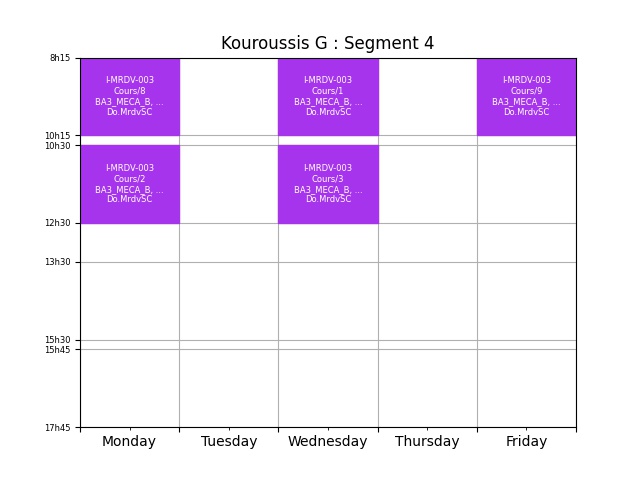 Kouroussis G : Segment 4
8h15
10h15
10h30
12h30
13h30
15h30
15h45
17h45
I-MRDV-003
Cours/8
BA3_MECA_B, ...
Do.MrdvSC
I-MRDV-003
Cours/1
BA3_MECA_B, ...
Do.MrdvSC
I-MRDV-003
Cours/9
BA3_MECA_B, ...
Do.MrdvSC
I-MRDV-003
Cours/2
BA3_MECA_B, ...
Do.MrdvSC
I-MRDV-003
Cours/3
BA3_MECA_B, ...
Do.MrdvSC
Monday Tuesday Wednesday Thursday Friday